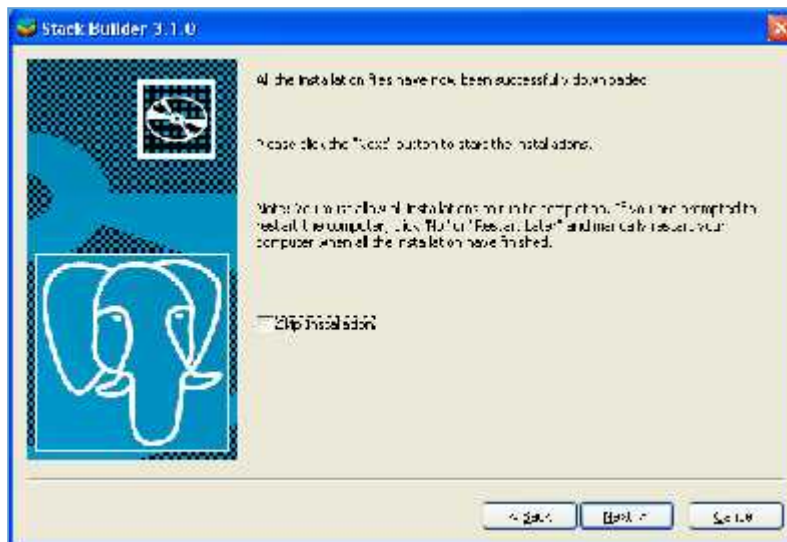 Stack Builder 3.1.0
All the installation files have now been successfully downloaded.
Please click the "Next" button to start the installations.
Note: You must allow all installations to run to completion. If you are prompted to
restart the computer, click "No" or "Restart Later" and manually restart your
computer when all the installation have finished.
Skip Installation
< Back
Next >
Cancel